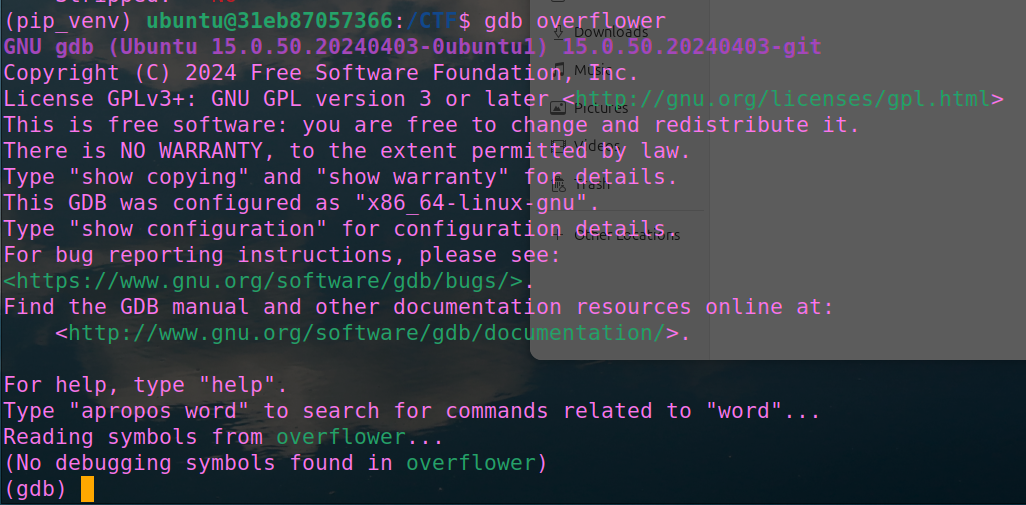 Stripped: No
(pip_venv) ubuntu@31eb87057366:/CTF$ gdb overflower
GNU gdb (Ubuntu 15.0.50.20240403-0ubuntu1) 15.0.50.20240403-git
Copyright (C) 2024 Free Software Foundation, Inc.
License GPLv3+: GNU GPL version 3 or later <http://gnu.org/licenses/gpl.html>
This is free software: you are free to change and redistribute it.
There is NO WARRANTY, to the extent permitted by law.
Type "show copying" and "show warranty" for details.
This GDB was configured as "x86_64-linux-gnu".
Type "show configuration" for configuration details.
For bug reporting instructions, please see:
<https://www.gnu.org/software/gdb/bugs/>.
Find the GDB manual and other documentation resources online at:
<http://www.gnu.org/software/gdb/documentation/>.
For help, type "help".
Type "apropos word" to search for commands related to "word"...
Reading symbols from overflower...
(No debugging symbols found in overflower)
(gdb)
Downloads
Music
Pictures
Videos
Trash
Other Locations